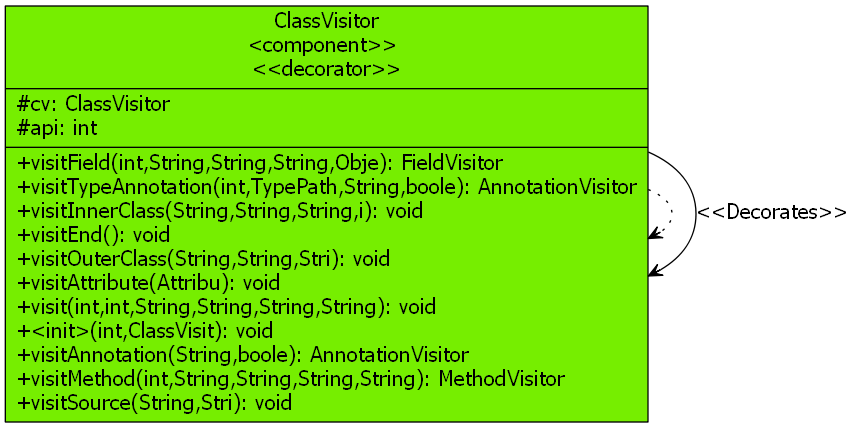 ClassVisitor
<component>>
<<decorator>>
#cv: ClassVisitor
#api: int
+visitField(int,String,String,String,Obje): FieldVisitor
+visitTypeAnnotation(int,TypePath,String,boole): AnnotationVisitor
+visitInnerClass(String,String,String,i): void
+visitEnd(): void
+visitOuterClass(String,String,Stri): void
+visitAttribute(Attribu): void
+visit(int,int,String,String,String,String): void
+<init>(int,ClassVisit): void
+visitAnnotation(String,boole): AnnotationVisitor
+visitMethod(int,String,String,String,String): MethodVisitor
+visitSource(String,Stri): void
<<Decorates>>